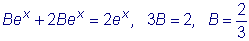 Be^x + 2Be^x = 2e^x, 3B = 2, B = 2/3